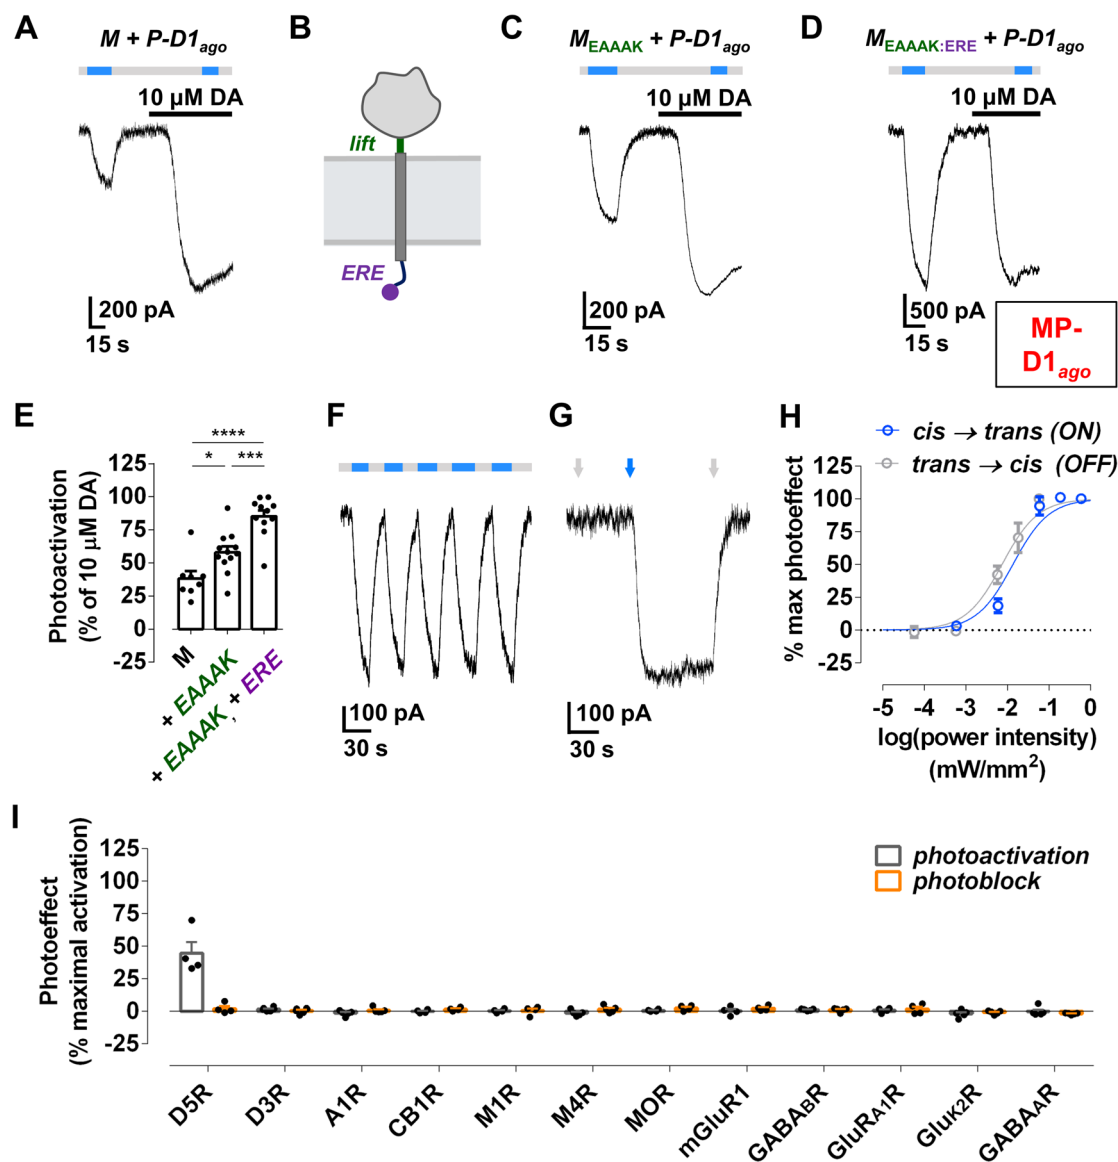 A
M + P-D1ago
10 µM DA
200 pA
15 s
B
lift
ERE
C
MEAAAK + P-D1ago
10 µM DA
200 pA
15 s
D
MEAAAK:ERE + P-D1ago
10 µM DA
500 pA
15 s
MP-
D1ago
E
Photoactivation
(% of 10 µM DA)
****
* ***
125
100
75
50
25
0
-25
M
+ EAAAK
+ EAAAK, + ERE
F
100 pA
30 s
G
100 pA
30 s
H
cis → trans (ON)
trans → cis (OFF)
% max photoeffect
125
100
75
50
25
0
-25
-5 -4 -3 -2 -1 0
log(power intensity)
(mW/mm2)
I
Photoeffect
(% maximal activation)
125
100
75
50
25
0
-25
photoactivation
photoblock
D5R
D3R
A1R
CB1R
M1R
M4R
MOR
mGluR1
GABABR
GluRA1R
GluK2R
GABAAR